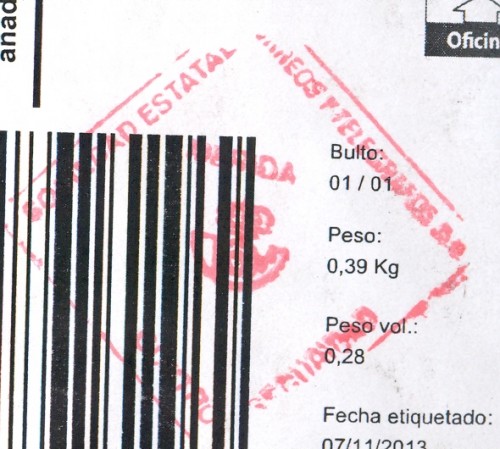 anad
Oficin
SOCIEDAD ESTATAL
CORREOS Y TELEGRAFOS S.A.
MERIDA
Bulto:
01 / 01
Peso:
0,39 Kg
Peso vol.:
0,28
Fecha etiquetado:
07/11/2013